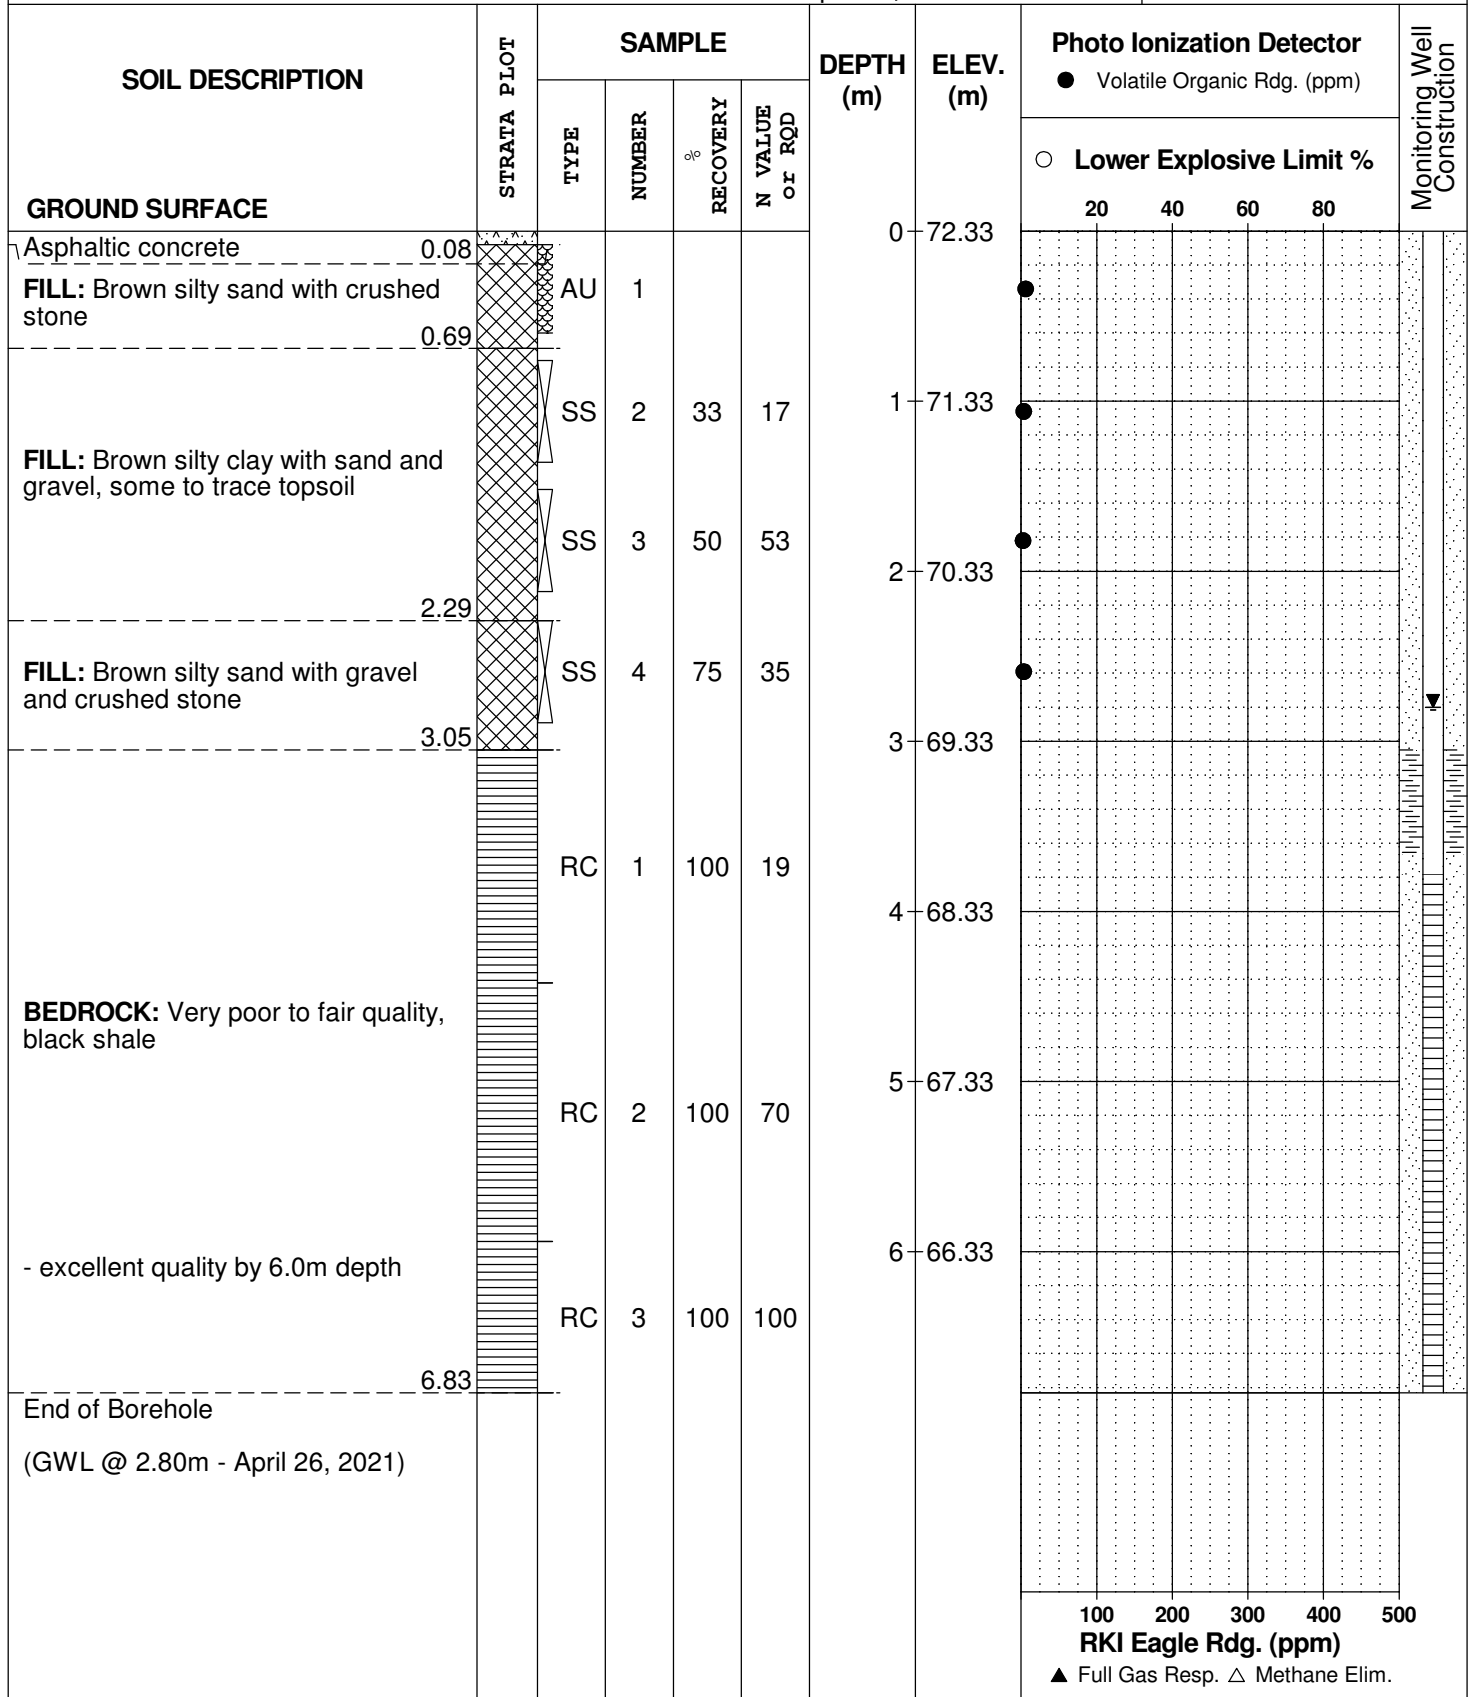 SOIL DESCRIPTION
GROUND SURFACE
STRATA PLOT
SAMPLE
TYPE
NUMBER
%
RECOVERY
N VALUE
or RQD
DEPTH
(m)
ELEV.
(m)
Photo Ionization Detector
● Volatile Organic Rdg. (ppm)
○ Lower Explosive Limit %
20 40 60 80
Monitoring Well
Construction
0 72.33
Asphaltic concrete 0.08
FILL: Brown silty sand with crushed
stone
0.69
AU 1
SS 2 33 17
1 71.33
FILL: Brown silty clay with sand and
gravel, some to trace topsoil
SS 3 50 53
2 70.33
2.29
FILL: Brown silty sand with gravel
and crushed stone
SS 4 75 35
3.05
3 69.33
RC 1 100 19
4 68.33
BEDROCK: Very poor to fair quality,
black shale
5 67.33
RC 2 100 70
6 66.33
- excellent quality by 6.0m depth
RC 3 100 100
6.83
End of Borehole
(GWL @ 2.80m - April 26, 2021)
100 200 300 400 500
RKI Eagle Rdg. (ppm)
▲ Full Gas Resp. △ Methane Elim.